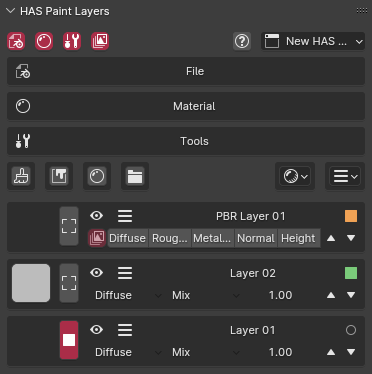 HAS Paint Layers
New HAS ...
File
Material
Tools
PBR Layer 01
Diffuse Roug... Metal... Normal Height
Layer 02
Diffuse Mix 1.00
Layer 01
Diffuse Mix 1.00